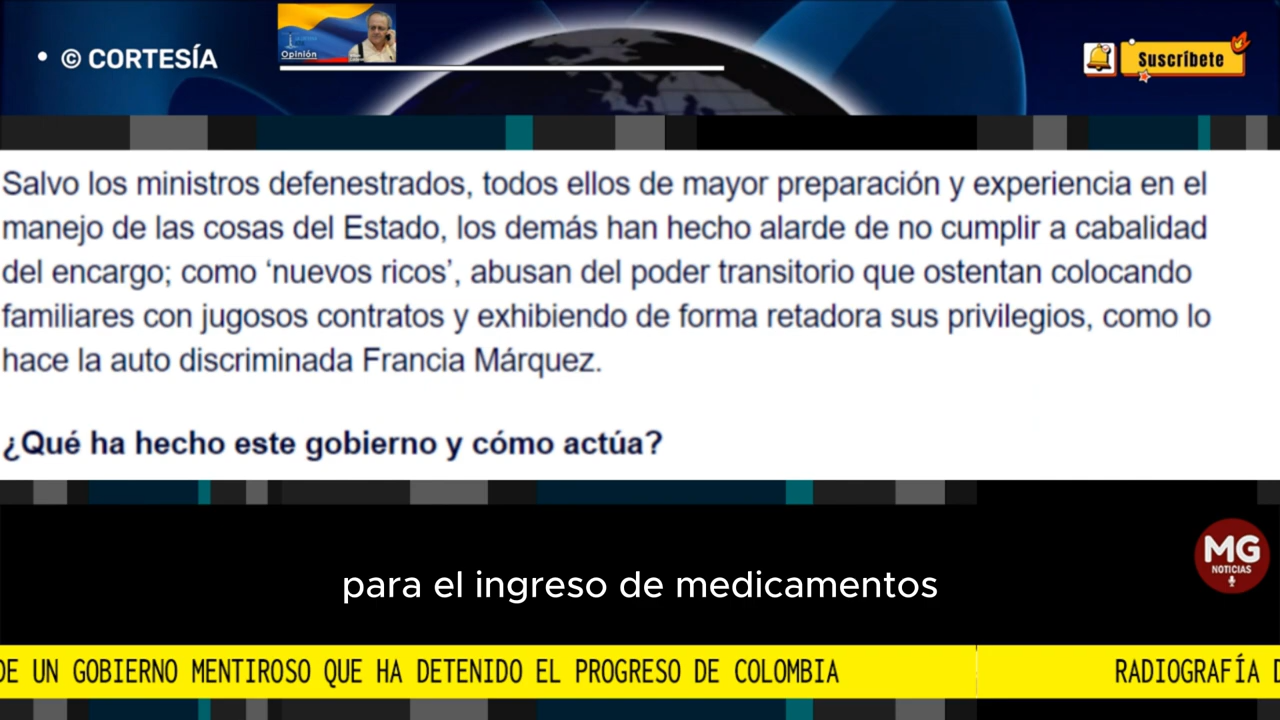 • © CORTESÍA
Opinión
Suscríbete
Salvo los ministros defenestrados, todos ellos de mayor preparación y experiencia en el
manejo de las cosas del Estado, los demás han hecho alarde de no cumplir a cabalidad
del encargo; como ‘nuevos ricos’, abusan del poder transitorio que ostentan colocando
familiares con jugosos contratos y exhibiendo de forma retadora sus privilegios, como lo
hace la auto discriminada Francia Márquez.
¿Qué ha hecho este gobierno y cómo actúa?
MG
NOTICIAS
para el ingreso de medicamentos
DE UN GOBIERNO MENTIROSO QUE HA DETENIDO EL PROGRESO DE COLOMBIA
RADIOGRAFÍA D